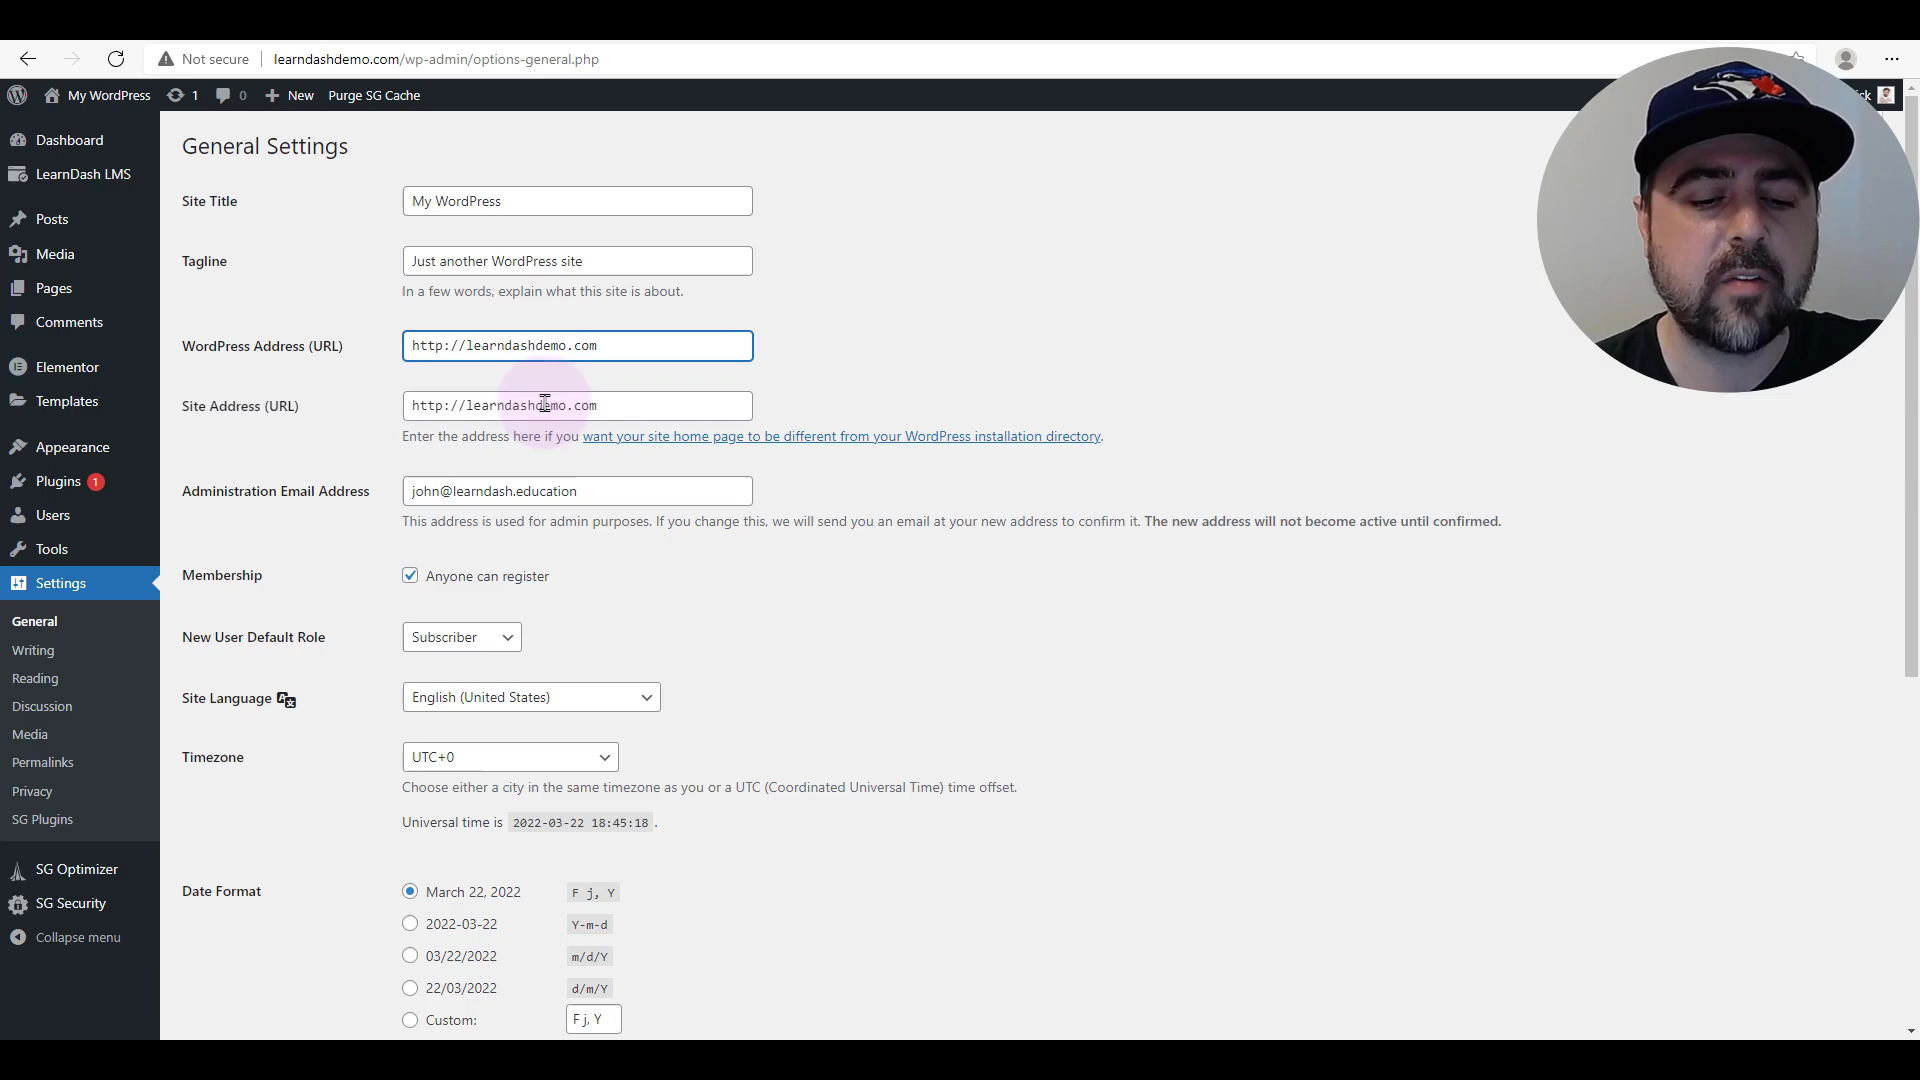 Not secure learndashdemo.com/wp-admin/options-general.php
My WordPress 1 0 New Purge SG Cache ck
Dashboard
LearnDash LMS
Posts
Media
Pages
Comments
Elementor
Templates
Appearance
Plugins 1
Users
Tools
Settings
General
Writing
Reading
Discussion
Media
Permalinks
Privacy
SG Plugins
SG Optimizer
SG Security
Collapse menu
General Settings
Site Title My WordPress
Tagline Just another WordPress site
In a few words, explain what this site is about.
WordPress Address (URL) http://learndashdemo.com
Site Address (URL) http://learndashdemo.com
Enter the address here if you want your site home page to be different from your WordPress installation directory.
Administration Email Address john@learndash.education
This address is used for admin purposes. If you change this, we will send you an email at your new address to confirm it. The new address will not become active until confirmed.
Membership Anyone can register
New User Default Role Subscriber
Site Language English (United States)
Timezone UTC+0
Choose either a city in the same timezone as you or a UTC (Coordinated Universal Time) time offset.
Universal time is 2022-03-22 18:45:18 .
Date Format March 22, 2022 F j, Y
2022-03-22 Y-m-d
03/22/2022 m/d/Y
22/03/2022 d/m/Y
Custom: F j, Y